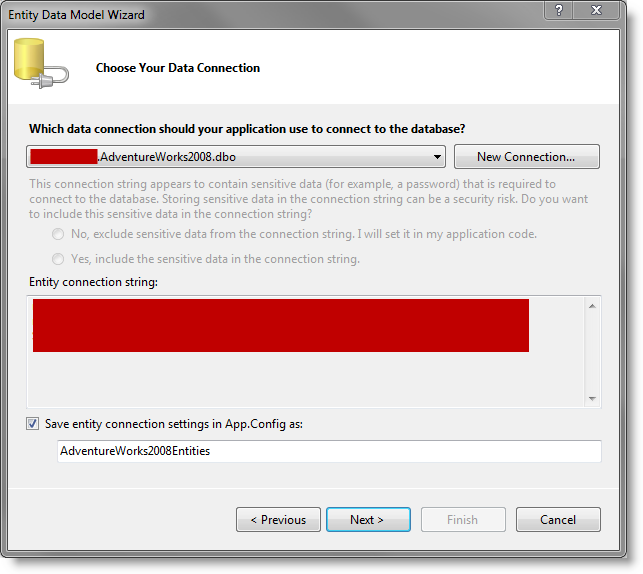 Entity Data Model Wizard
?
Choose Your Data Connection
Which data connection should your application use to connect to the database?
.AdventureWorks2008.dbo
New Connection...
This connection string appears to contain sensitive data (for example, a password) that is required to
connect to the database. Storing sensitive data in the connection string can be a security risk. Do you want
to include this sensitive data in the connection string?
No, exclude sensitive data from the connection string. I will set it in my application code.
Yes, include the sensitive data in the connection string.
Entity connection string:
Save entity connection settings in App.Config as:
AdventureWorks2008Entities
< Previous
Next >
Finish
Cancel